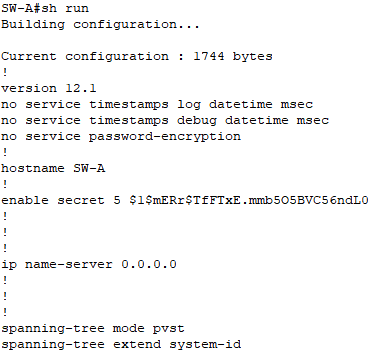 SW-A#sh run
Building configuration...
Current configuration : 1744 bytes
!
version 12.1
no service timestamps log datetime msec
no service timestamps debug datetime msec
no service password-encryption
!
hostname SW-A
!
enable secret 5 $1$mERr$TfFTxE.mmb5O5BVC56ndL0
!
!
!
ip name-server 0.0.0.0
!
!
!
spanning-tree mode pvst
spanning-tree extend system-id